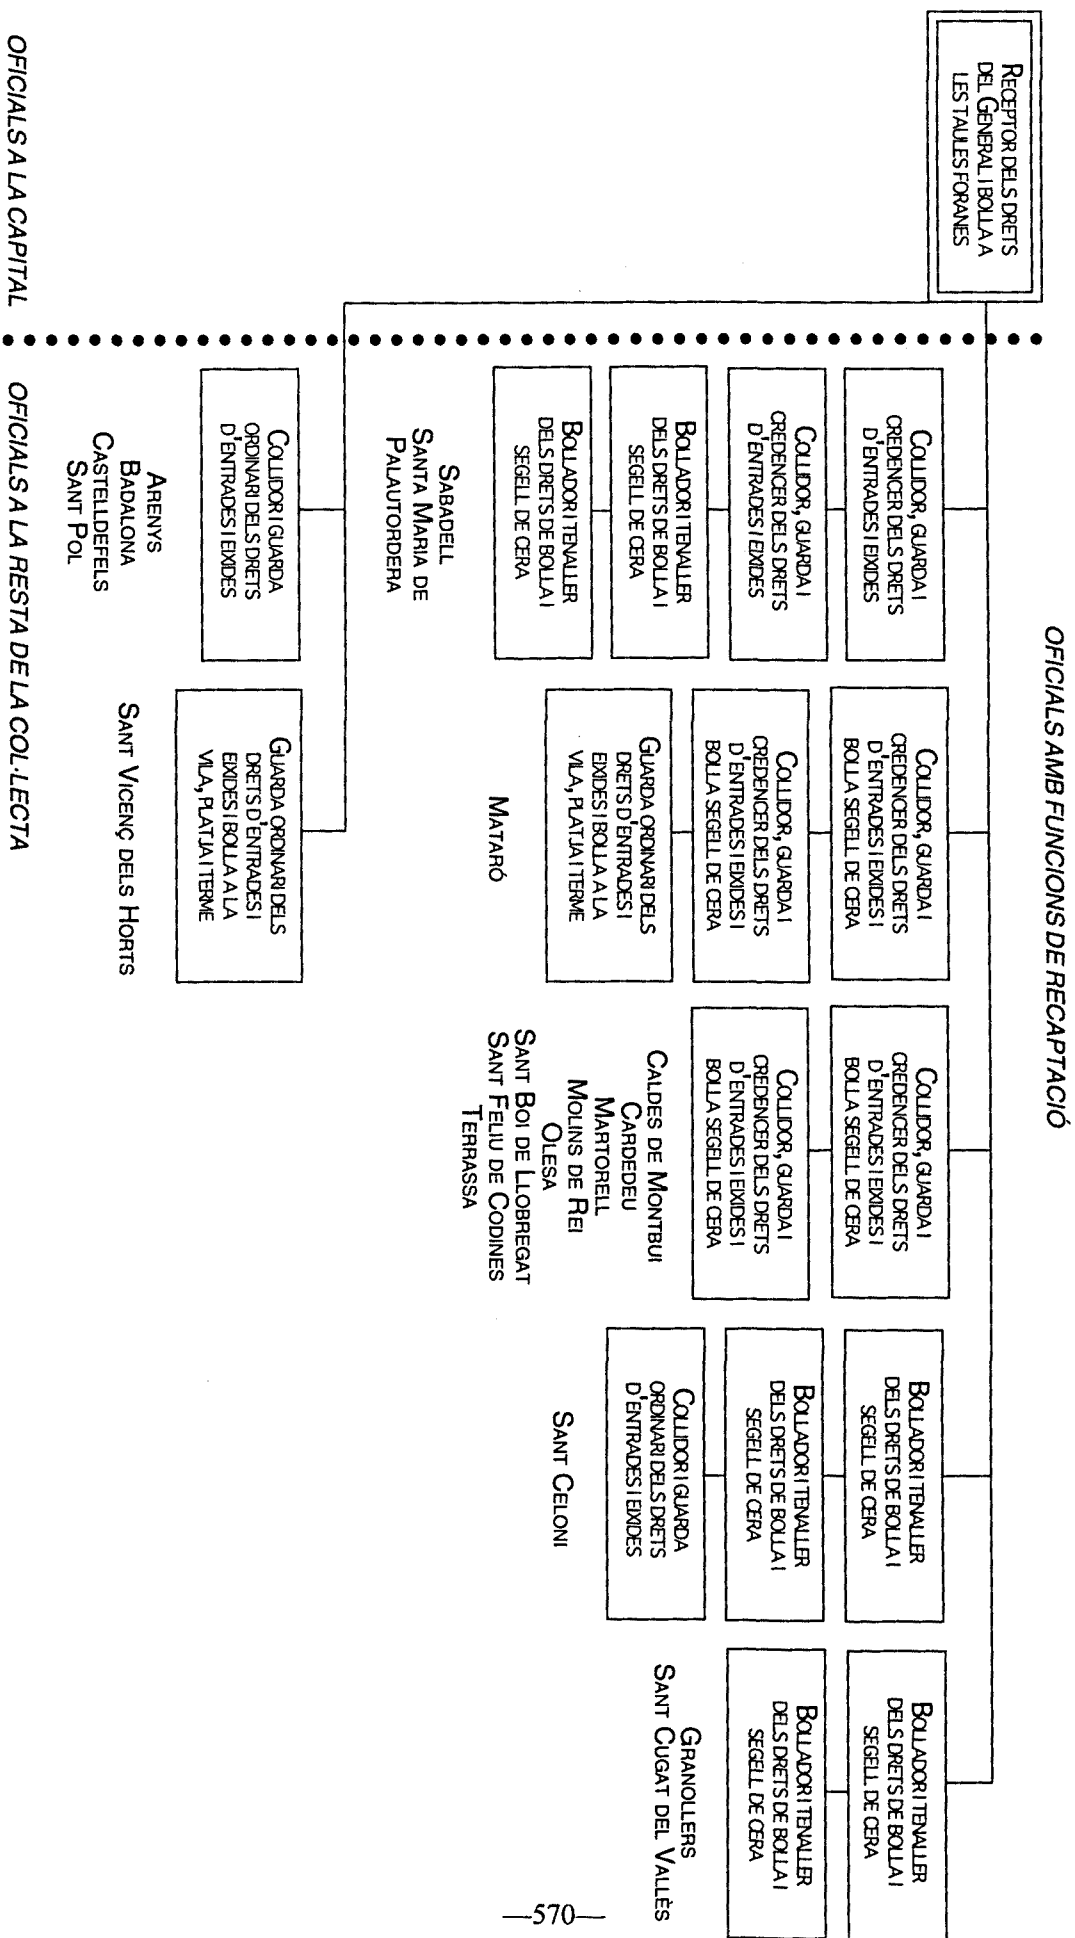 OFICIALS AMB FUNCIONS DE RECAPTACIÓ
RECEPTOR DELS DRETS
DEL GENERAL I BOLLA A
LES TAULES FORANES
COLLIDOR, GUARDA I
CREDENCER DELS DRETS
D'ENTRADES I EIXIDES
COLLIDOR, GUARDA I
CREDENCER DELS DRETS
D'ENTRADES I EIXIDES
BOLLADOR I TENALLER
DELS DRETS DE BOLLA I
SEGELL DE CERA
BOLLADOR I TENALLER
DELS DRETS DE BOLLA I
SEGELL DE CERA
SABADELL
SANTA MARIA DE
PALAUTORDERA
COLLIDOR, GUARDA I
CREDENCER DELS DRETS
D'ENTRADES I EIXIDES I
BOLLA SEGELL DE CERA
COLLIDOR, GUARDA I
CREDENCER DELS DRETS
D'ENTRADES I EIXIDES I
BOLLA SEGELL DE CERA
GUARDA ORDINARI DELS
DRETS D'ENTRADES I
EIXIDES I BOLLA A LA
VILA, PLATJA I TERME
MATARÓ
COLLIDOR, GUARDA I
CREDENCER DELS DRETS
D'ENTRADES I EIXIDES I
BOLLA SEGELL DE CERA
COLLIDOR, GUARDA I
CREDENCER DELS DRETS
D'ENTRADES I EIXIDES I
BOLLA SEGELL DE CERA
CALDES DE MONTBUI
CARDEDEU
MARTORELL
MOLINS DE REI
OLESA
SANT BOI DE LLOBREGAT
SANT FELIU DE CODINES
TERRASSA
BOLLADOR I TENALLER
DELS DRETS DE BOLLA I
SEGELL DE CERA
BOLLADOR I TENALLER
DELS DRETS DE BOLLA I
SEGELL DE CERA
COLLIDOR I GUARDA
ORDINARI DELS DRETS
D'ENTRADES I EIXIDES
SANT CELONI
BOLLADOR I TENALLER
DELS DRETS DE BOLLA I
SEGELL DE CERA
BOLLADOR I TENALLER
DELS DRETS DE BOLLA I
SEGELL DE CERA
GRANOLLERS
SANT CUGAT DEL VALLÈS
COLLIDOR I GUARDA
ORDINARI DELS DRETS
D'ENTRADES I EIXIDES
ARENYS
BADALONA
CASTELLDEFELS
SANT POL
GUARDA ORDINARI DELS
DRETS D'ENTRADES I
EIXIDES I BOLLA A LA
VILA, PLATJA I TERME
SANT VICENÇ DELS HORTS
OFICIALS A LA CAPITAL
OFICIALS A LA RESTA DE LA COL·LECTA
—570—